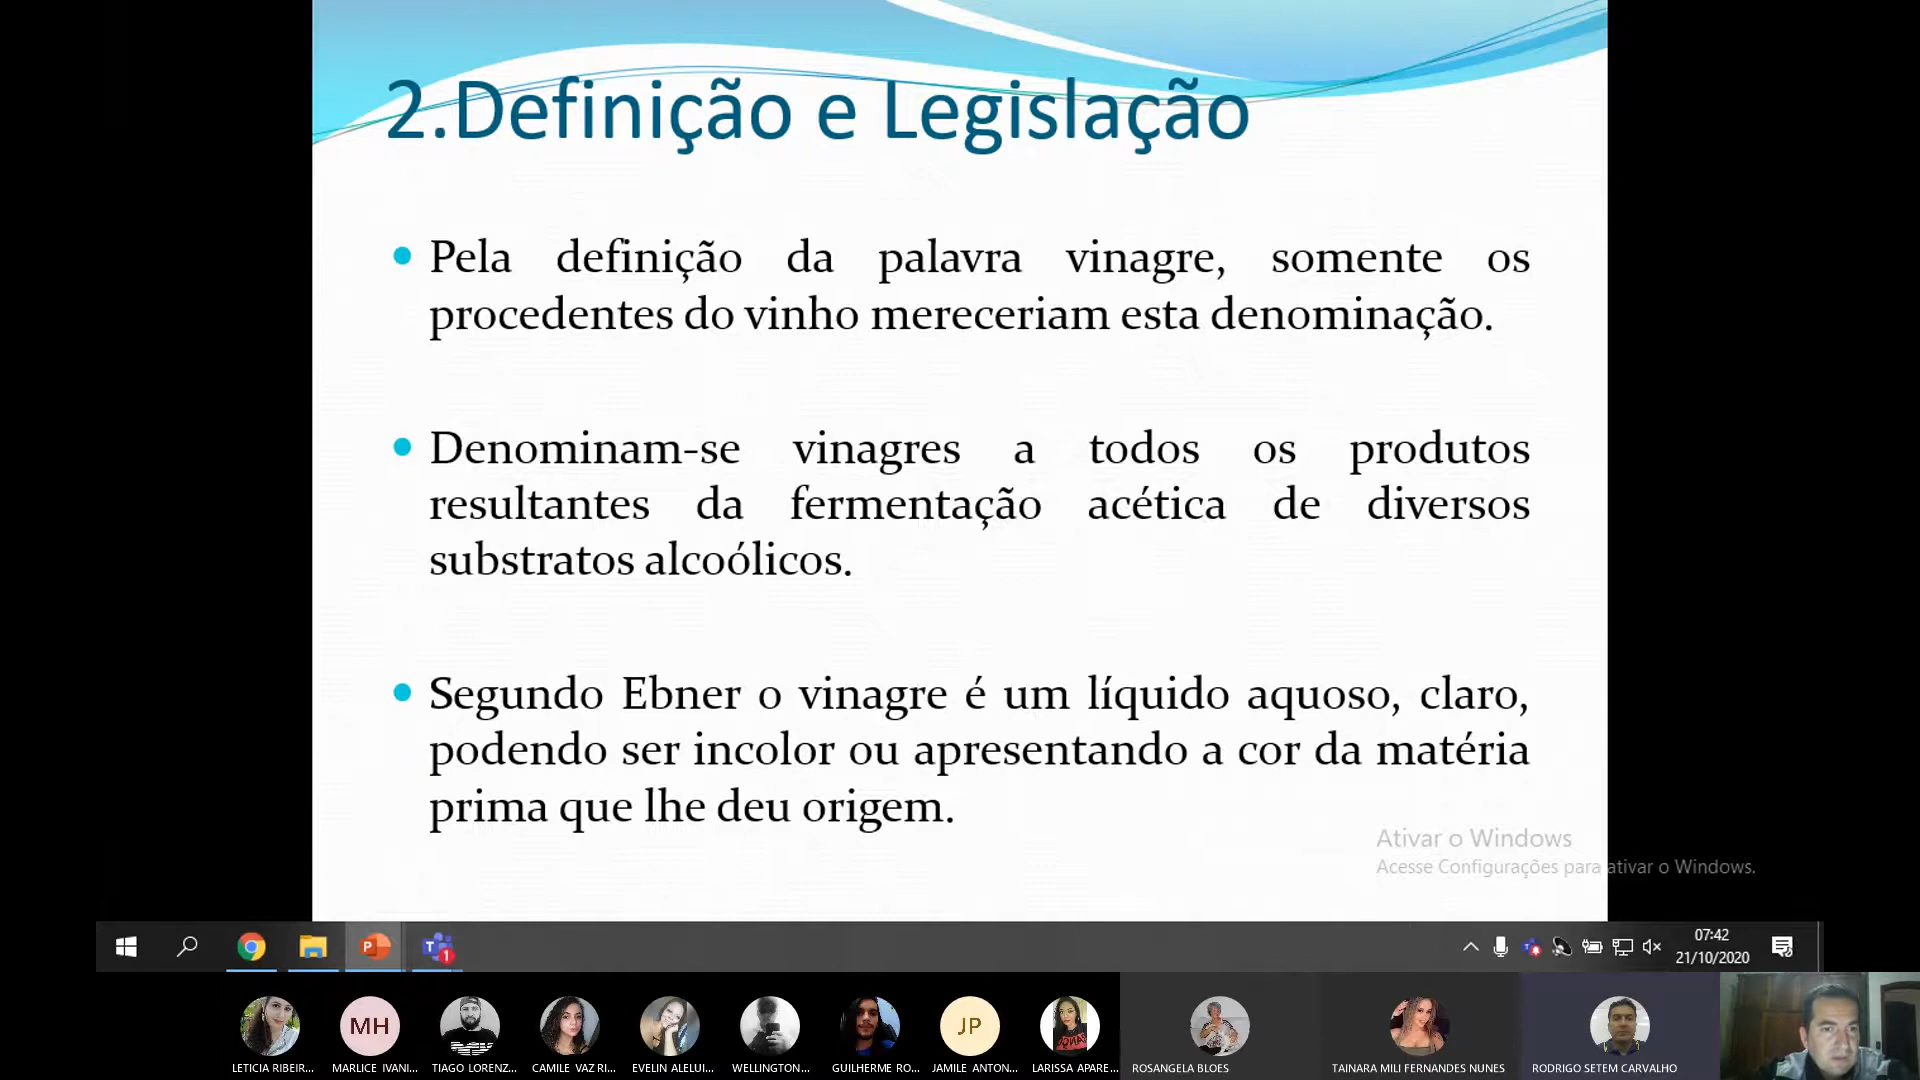 2.Definição e Legislação
Pela definição da palavra vinagre, somente os
procedentes do vinho mereceriam esta denominação.
Denominam-se vinagres a todos os produtos
resultantes da fermentação acética de diversos
substratos alcoólicos.
Segundo Ebner o vinagre é um líquido aquoso, claro,
podendo ser incolor ou apresentando a cor da matéria
prima que lhe deu origem.
Ativar o Windows
Acesse Configurações para ativar o Windows.
07:42
21/10/2020
1
MH
JP
LETICIA RIBEIR... MARLICE IVANI... TIAGO LORENZ... CAMILE VAZ RI... EVELIN ALELUI... WELLINGTON... GUILHERME RO... JAMILE ANTON... LARISSA APARE... ROSANGELA BLOES TAINARA MILI FERNANDES NUNES RODRIGO SETEM CARVALHO